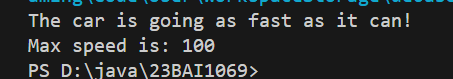 The car is going as fast as it can!
Max speed is: 100
PS D:\java\23BAI1069>